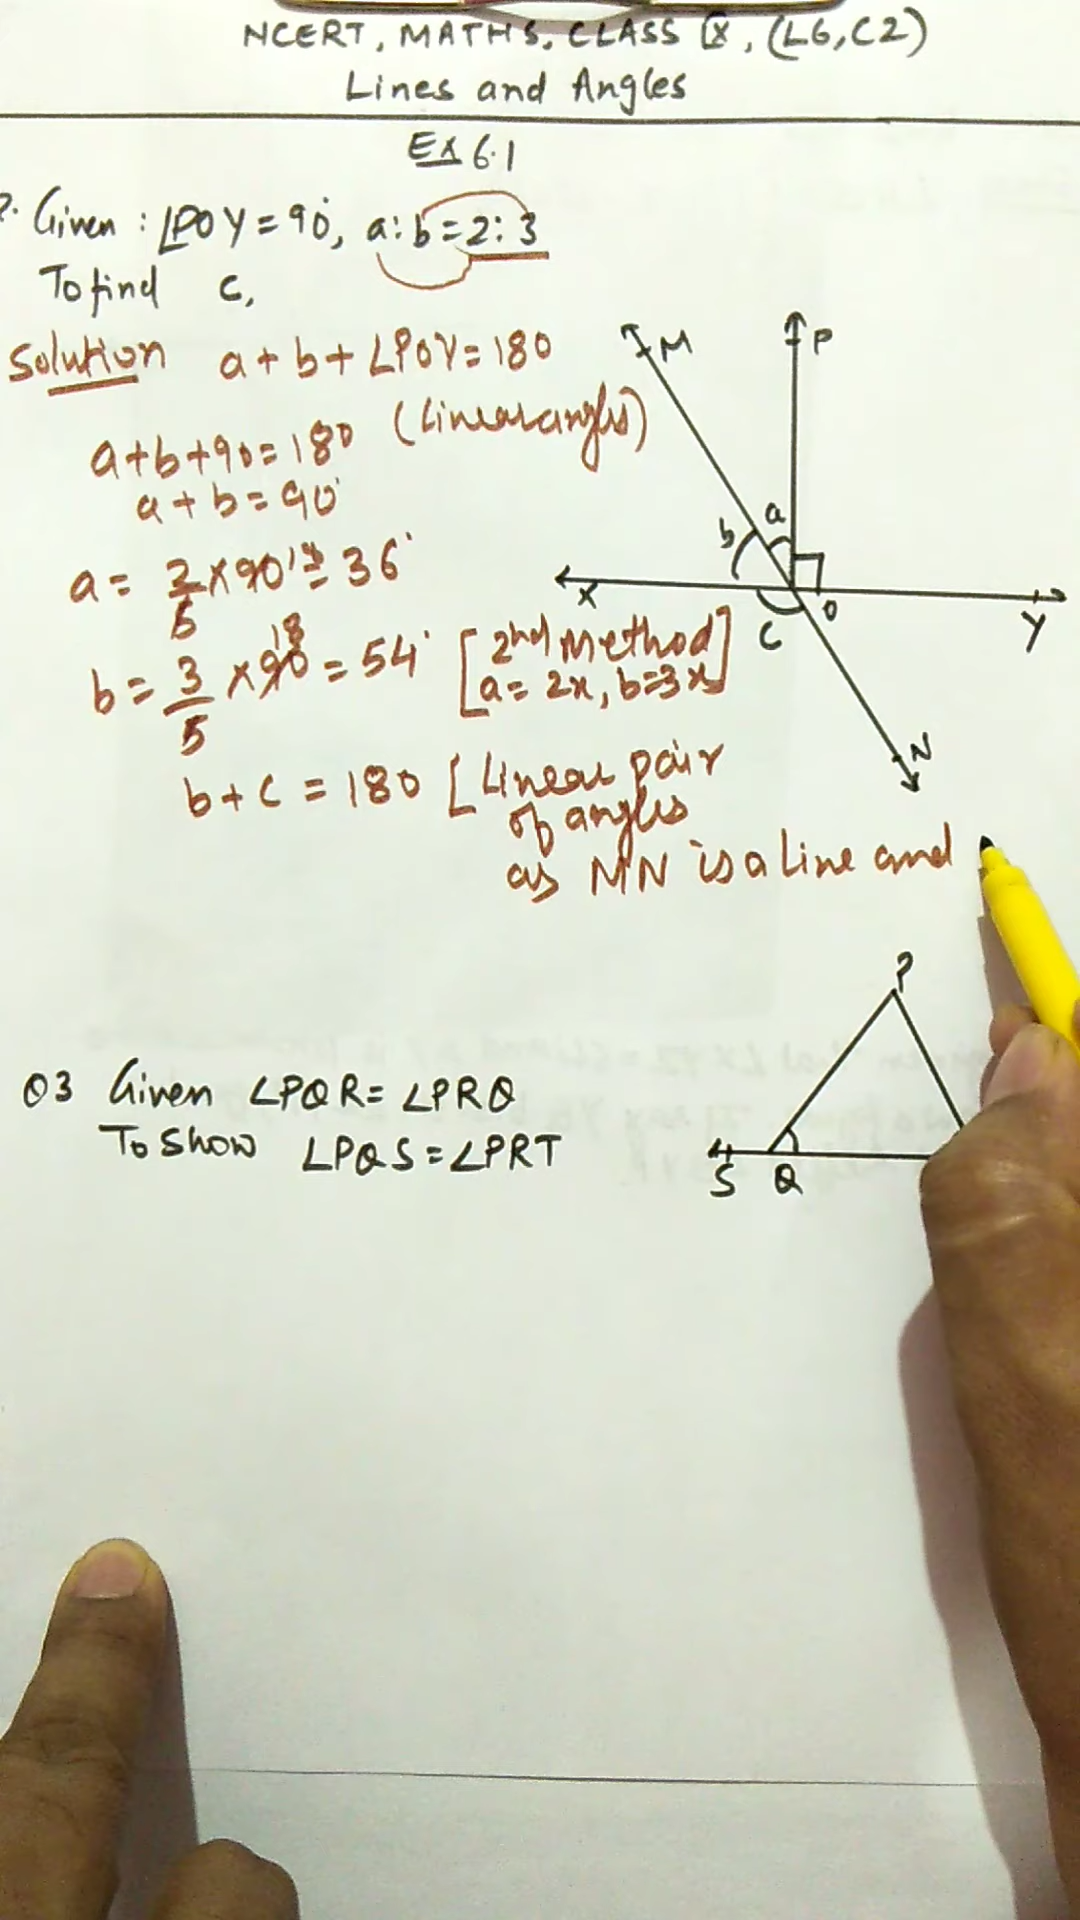 NCERT, MATHS, CLASS IX, (L6,C2)
Lines and Angles
EX 6.1
Given : ∠POY = 90°, a:b = 2:3
To find c,
Solution a + b + ∠POY = 180
(Linear angles)
a+b+90=180
a+b=90°
a = 2/5 × 90 18 = 36°
b = 3/5 × 90 18 = 54° [2nd Method
a = 2x, b=3x]
b+c = 180 [Linear pair
of angles
as MN is a Line and
M
P
b
a
X
O
Y
C
N
Q3 Given ∠PQR = ∠PRQ
To Show ∠PQS = ∠PRT
P
S
Q